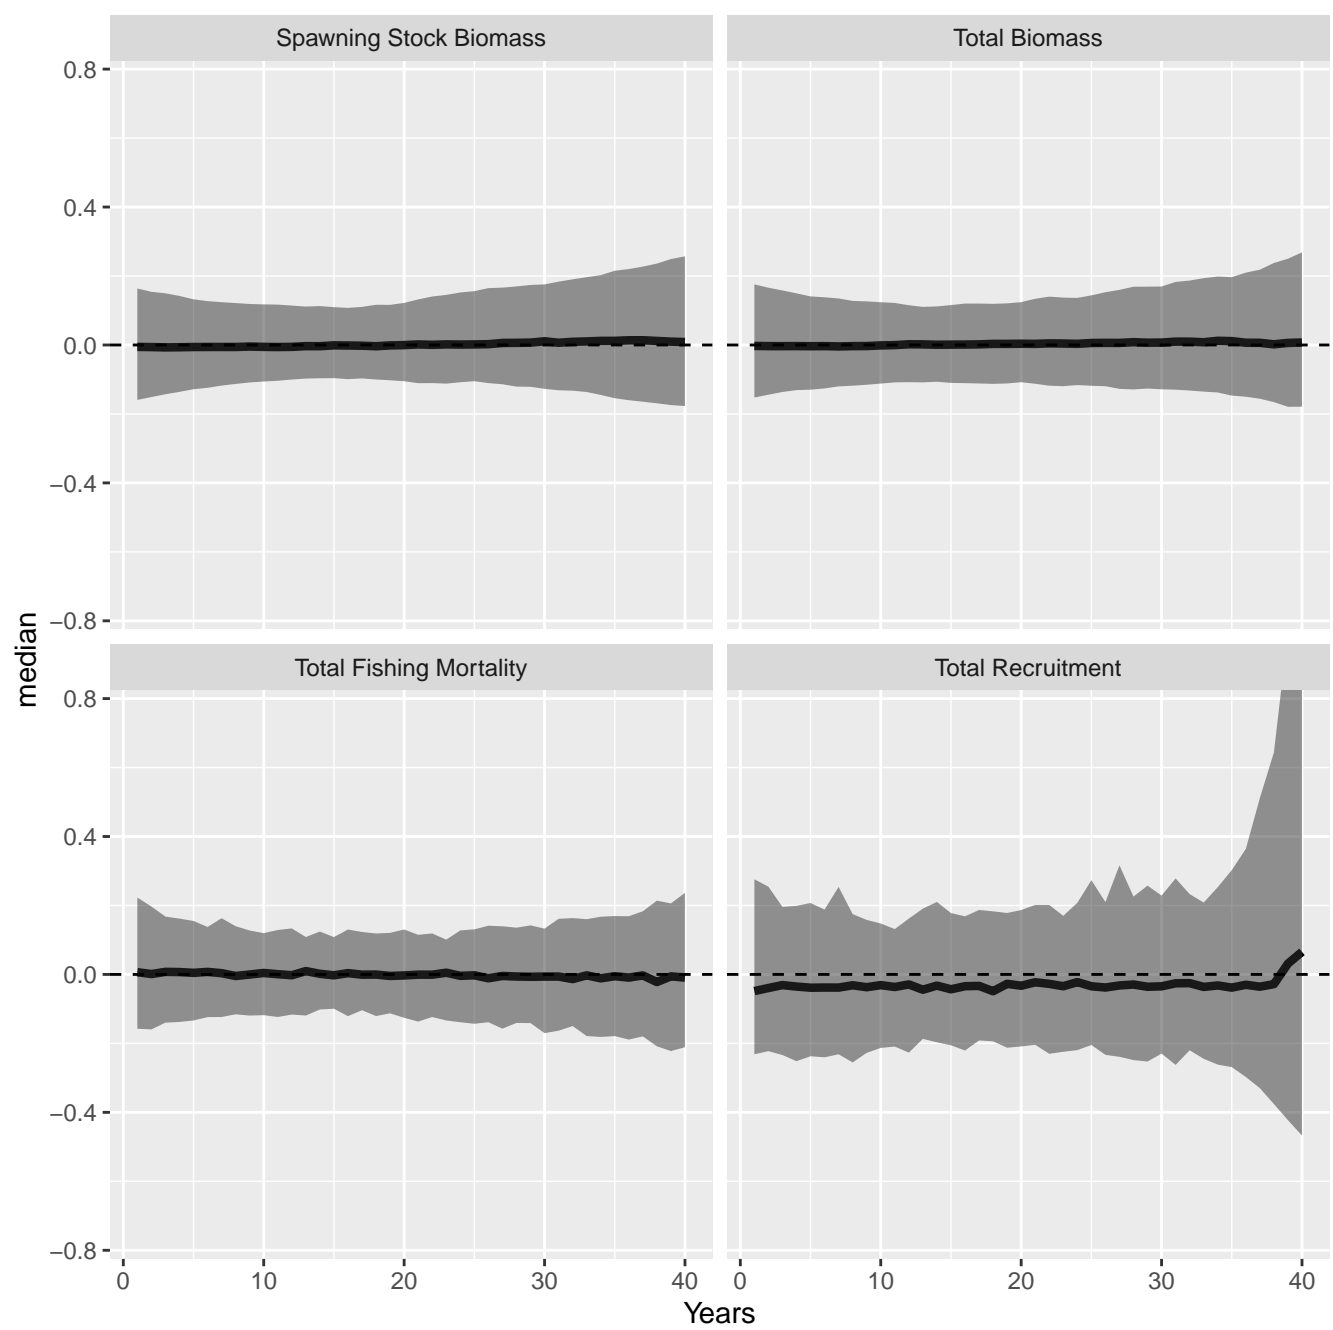 Spawning Stock Biomass
Total Biomass
0.8
0.4
0.0
−0.4
−0.8
Total Fishing Mortality
Total Recruitment
0.8
0.4
0.0
−0.4
−0.8
median
0 10 20 30 40
0 10 20 30 40
Years